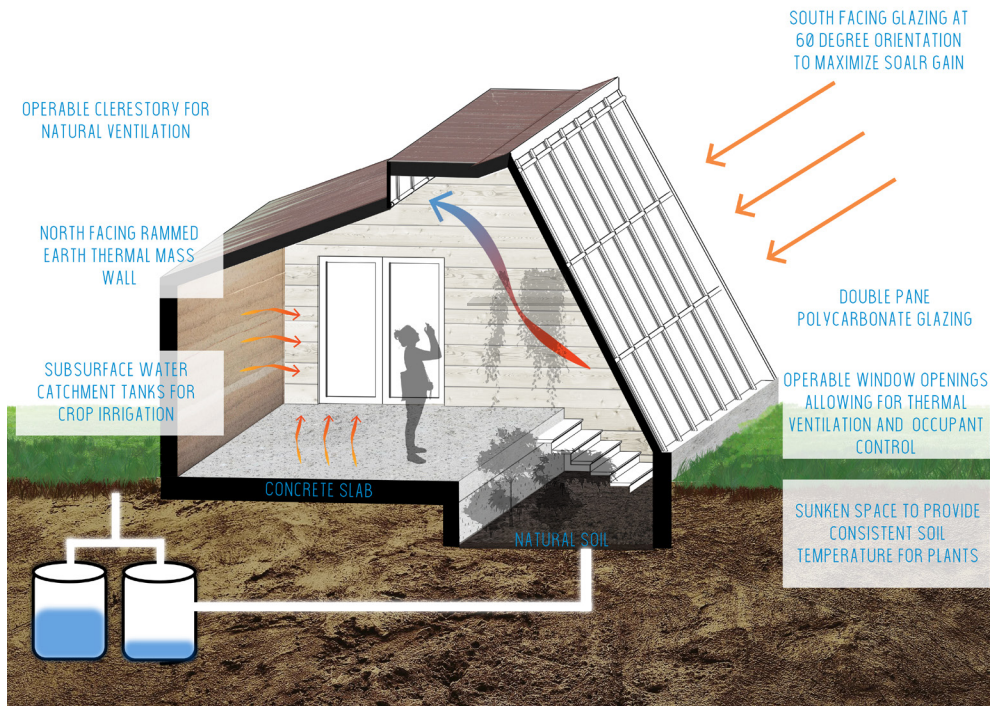 SOUTH FACING GLAZING AT
60 DEGREE ORIENTATION
TO MAXIMIZE SOALR GAIN
OPERABLE CLERESTORY FOR
NATURAL VENTILATION
NORTH FACING RAMMED
EARTH THERMAL MASS
WALL
DOUBLE PANE
POLYCARBONATE GLAZING
SUBSURFACE WATER
CATCHMENT TANKS FOR
CROP IRRIGATION
OPERABLE WINDOW OPENINGS
ALLOWING FOR THERMAL
VENTILATION AND OCCUPANT
CONTROL
CONCRETE SLAB
SUNKEN SPACE TO PROVIDE
CONSISTENT SOIL
TEMPERATURE FOR PLANTS
NATURAL SOIL